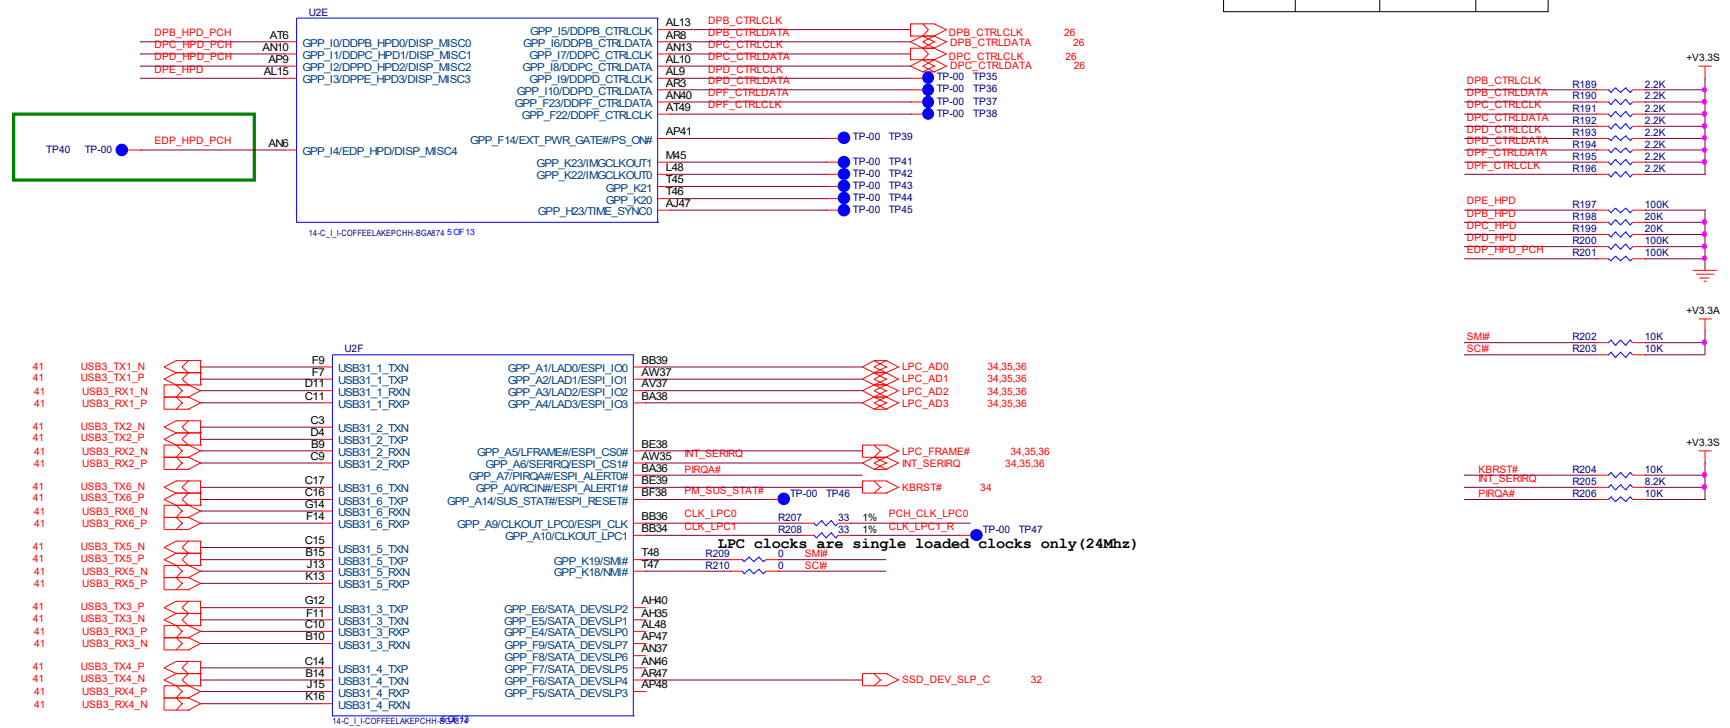 U2E
DPB_HPD_PCH AT6 GPP_I0/DDPB_HPD0/DISP_MISC0 GPP_I5/DDPB_CTRLCLK AL13 DPB_CTRLCLK DPB_CTRLCLK 26
DPC_HPD_PCH AN10 GPP_I1/DDPC_HPD1/DISP_MISC1 GPP_I6/DDPB_CTRLDATA AR8 DPB_CTRLDATA DPB_CTRLDATA 26
DPD_HPD_PCH AP9 GPP_I2/DDPD_HPD2/DISP_MISC2 GPP_I7/DDPC_CTRLCLK AN13 DPC_CTRLCLK DPC_CTRLCLK 26
DPE_HPD AL15 GPP_I3/DPPE_HPD3/DISP_MISC3 GPP_I8/DDPC_CTRLDATA AL10 DPC_CTRLDATA DPC_CTRLDATA 26
GPP_I9/DDPD_CTRLCLK AL9 DPD_CTRLCLK TP-00 TP35
GPP_I10/DDPD_CTRLDATA AR3 DPD_CTRLDATA TP-00 TP36
GPP_F23/DDPF_CTRLDATA AN40 DPF_CTRLDATA TP-00 TP37
GPP_F22/DDPF_CTRLCLK AT49 DPF_CTRLCLK TP-00 TP38
GPP_F14/EXT_PWR_GATE#/PS_ON# AP41 TP-00 TP39
TP40 TP-00 EDP_HPD_PCH AN6 GPP_I4/EDP_HPD/DISP_MISC4
GPP_K23/IMGCLKOUT1 M45 TP-00 TP41
GPP_K22/IMGCLKOUT0 L48 TP-00 TP42
GPP_K21 T45 TP-00 TP43
GPP_K20 T46 TP-00 TP44
GPP_H23/TIME_SYNC0 AJ47 TP-00 TP45
14-C_I_I-COFFEELAKEPCHH-BGA874 5 OF 13
+V3.3S
DPB_CTRLCLK R189 2.2K
DPB_CTRLDATA R190 2.2K
DPC_CTRLCLK R191 2.2K
DPC_CTRLDATA R192 2.2K
DPD_CTRLCLK R193 2.2K
DPD_CTRLDATA R194 2.2K
DPF_CTRLDATA R195 2.2K
DPF_CTRLCLK R196 2.2K
DPE_HPD R197 100K
DPB_HPD R198 20K
DPC_HPD R199 20K
DPD_HPD R200 100K
EDP_HPD_PCH R201 100K
+V3.3A
SMI# R202 10K
SCI# R203 10K
+V3.3S
KBRST# R204 10K
INT_SERIRQ R205 8.2K
PIRQA# R206 10K
U2F
41 USB3_TX1_N F9 USB31_1_TXN GPP_A1/LAD0/ESPI_IO0 BB39 LPC_AD0 34,35,36
41 USB3_TX1_P F7 USB31_1_TXP GPP_A2/LAD1/ESPI_IO1 AW37 LPC_AD1 34,35,36
41 USB3_RX1_N D11 USB31_1_RXN GPP_A3/LAD2/ESPI_IO2 AV37 LPC_AD2 34,35,36
41 USB3_RX1_P C11 USB31_1_RXP GPP_A4/LAD3/ESPI_IO3 BA38 LPC_AD3 34,35,36
41 USB3_TX2_N C3 USB31_2_TXN
41 USB3_TX2_P D4 USB31_2_TXP
41 USB3_RX2_N B9 USB31_2_RXN GPP_A5/LFRAME#/ESPI_CS0# BE38 LPC_FRAME# 34,35,36
41 USB3_RX2_P C9 USB31_2_RXP GPP_A6/SERIRQ/ESPI_CS1# AW35 INT_SERIRQ INT_SERIRQ 34,35,36
GPP_A7/PIRQA#/ESPI_ALERT0# BA36 PIRQA#
41 USB3_TX6_N C17 USB31_6_TXN GPP_A0/RCIN#/ESPI_ALERT1# BE39 KBRST# 34
41 USB3_TX6_P C16 USB31_6_TXP GPP_A14/SUS_STAT#/ESPI_RESET# BF38 PM_SUS_STAT# TP-00 TP46
41 USB3_RX6_N G14 USB31_6_RXN
41 USB3_RX6_P F14 USB31_6_RXP GPP_A9/CLKOUT_LPC0/ESPI_CLK BB36 CLK_LPC0 R207 33 1% PCH_CLK_LPC0
GPP_A10/CLKOUT_LPC1 BB34 CLK_LPC1 R208 33 1% CLK_LPC1_R TP-00 TP47
LPC clocks are single loaded clocks only(24Mhz)
41 USB3_TX5_N C15 USB31_5_TXN
41 USB3_TX5_P B15 USB31_5_TXP GPP_K19/SMI# T48 R209 0 SMI#
41 USB3_RX5_N J13 USB31_5_RXN GPP_K18/NMI# T47 R210 0 SCI#
41 USB3_RX5_P K13 USB31_5_RXP
41 USB3_TX3_P G12 USB31_3_TXP GPP_E6/SATA_DEVSLP2 AH40
41 USB3_TX3_N F11 USB31_3_TXN GPP_E5/SATA_DEVSLP1 AH35
41 USB3_RX3_P C10 USB31_3_RXP GPP_E4/SATA_DEVSLP0 AL48
41 USB3_RX3_N B10 USB31_3_RXN GPP_F9/SATA_DEVSLP7 AP47
GPP_F8/SATA_DEVSLP6 AN37
41 USB3_TX4_P C14 USB31_4_TXP GPP_F7/SATA_DEVSLP5 AN46
41 USB3_TX4_N B14 USB31_4_TXN GPP_F6/SATA_DEVSLP4 AR47 SSD_DEV_SLP_C 32
41 USB3_RX4_P J15 USB31_4_RXP GPP_F5/SATA_DEVSLP3 AP48
41 USB3_RX4_N K16 USB31_4_RXN
14-C_I_I-COFFEELAKEPCHH-BGA874